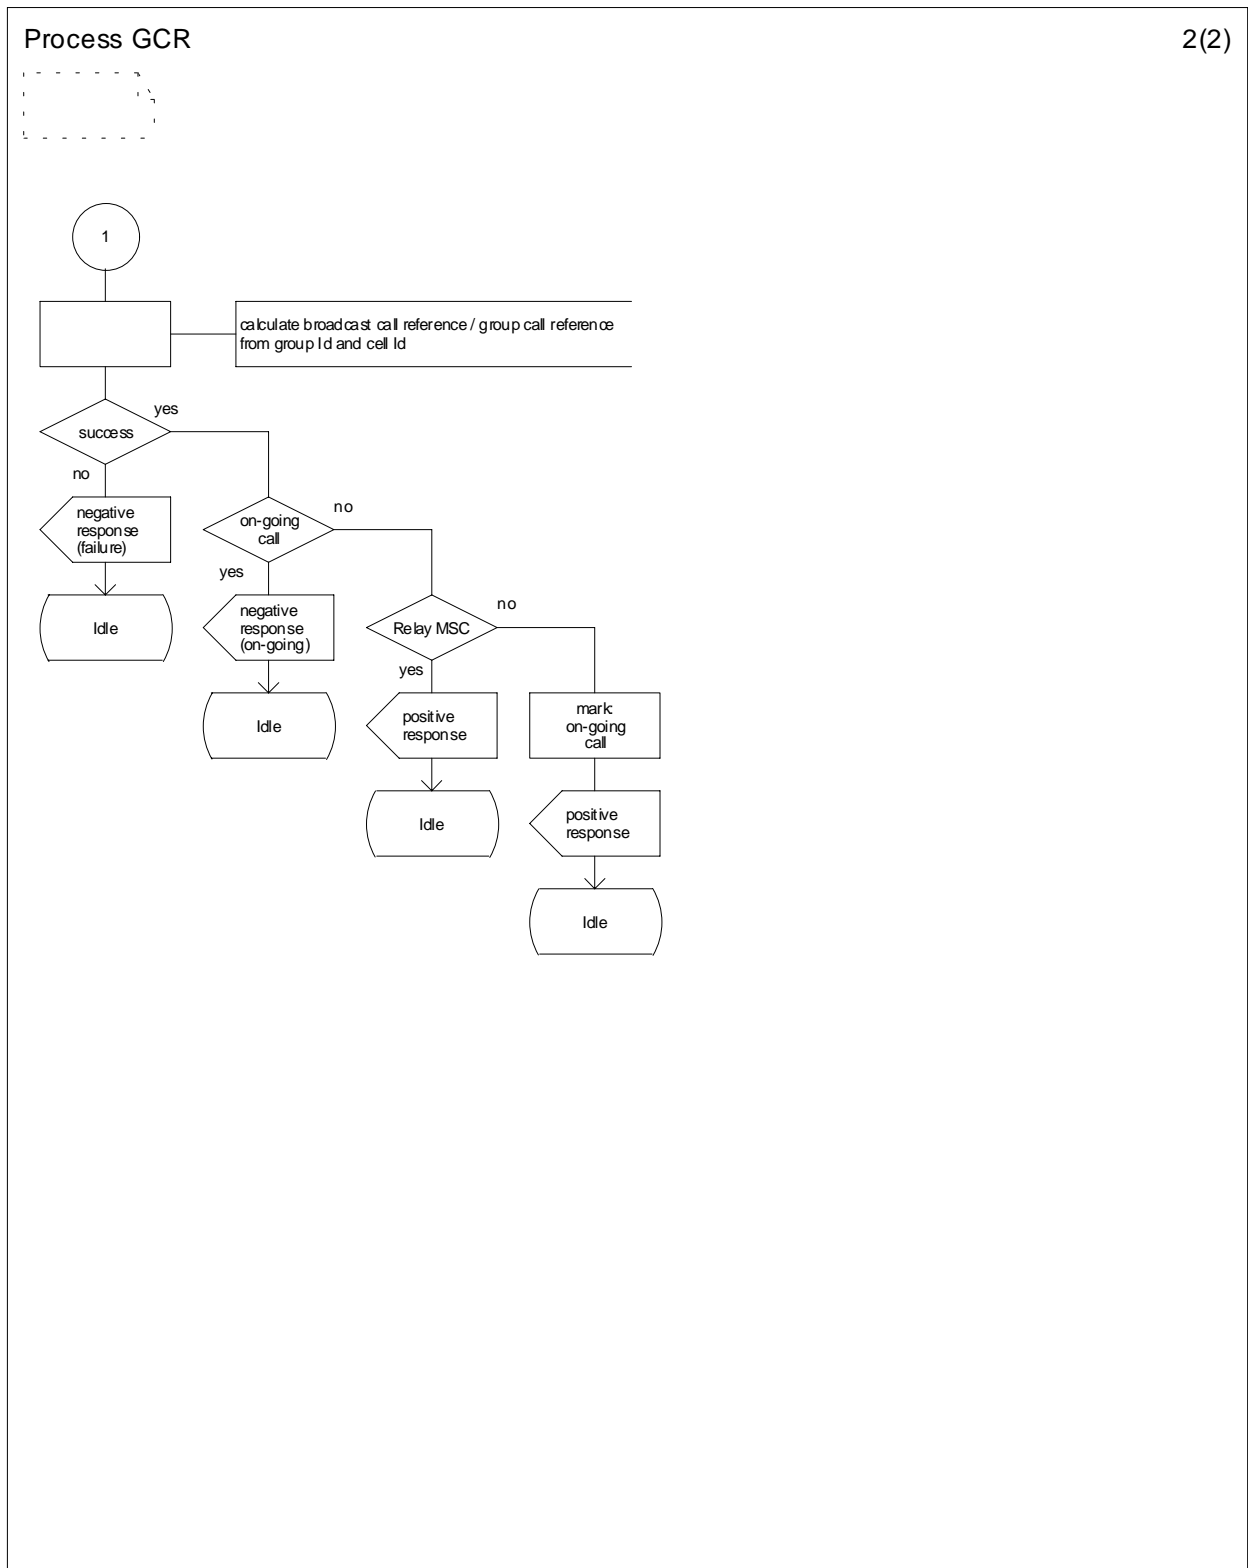 Process GCR
2(2)
1
calculate broadcast call reference / group call reference
from group Id and cell Id
yes
success
no
negative
response
(failure)
Idle
no
on-going
call
yes
negative
response
(on-going)
Idle
no
Relay MSC
yes
positive
response
Idle
mark:
on-going
call
positive
response
Idle